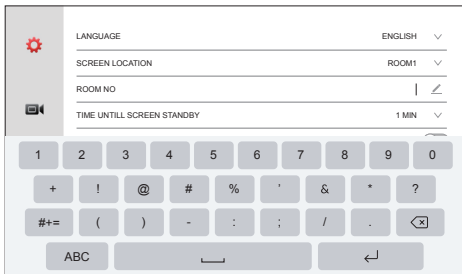 LANGUAGE ENGLISH
SCREEN LOCATION ROOM1
ROOM NO
TIME UNTILL SCREEN STANDBY 1 MIN
1 2 3 4 5 6 7 8 9 0
+ ! @ # % ' & * ?
#+= ( ) - : ; / .
ABC